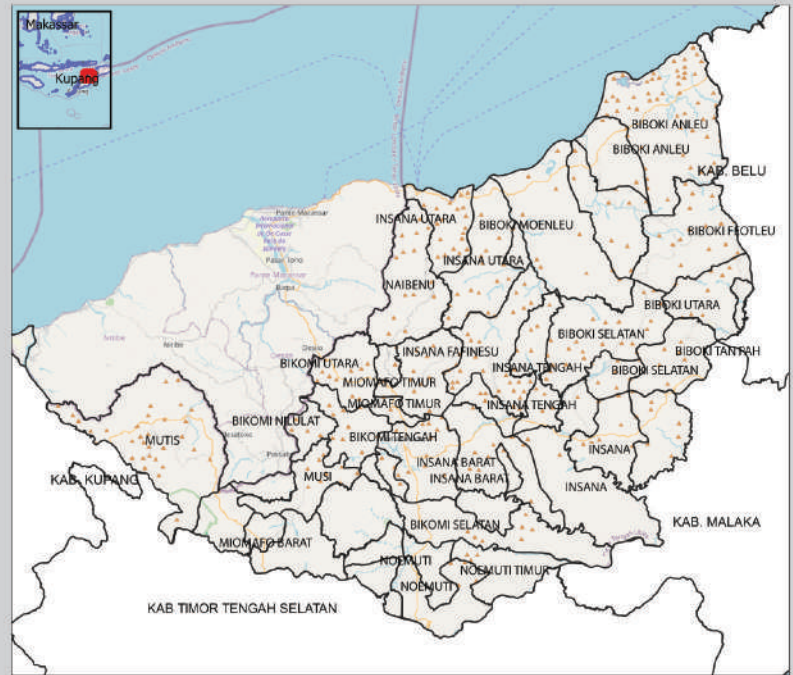 Makassar
Kupang
BIBOKI ANLEU
BIBOKI ANLEU
KAB. BELU
INSANA UTARA
BIBOKI MOENLEU
BIBOKI FEOTLEU
INSANA UTARA
Pante Macassar
NAIBENU
BIBOKI UTARA
BIBOKI SELATAN
BIKOMI UTARA
INSANA FAFINESU
BIBOKI TANPAH
INSANA TENGAH
BIBOKI SELATAN
MIOMAFO TIMUR
MIOMAFO TIMUR
INSANA TENGAH
BIKOMI NILULAT
BIKOMI TENGAH
MUTIS
INSANA
INSANA BARAT
MUSI
INSANA BARAT
KAB. KUPANG
INSANA
BIKOMI SELATAN
KAB. MALAKA
MIOMAFO BARAT
NOEMUTI
NOEMUTI TIMUR
NOEMUTI
KAB TIMOR TENGAH SELATAN